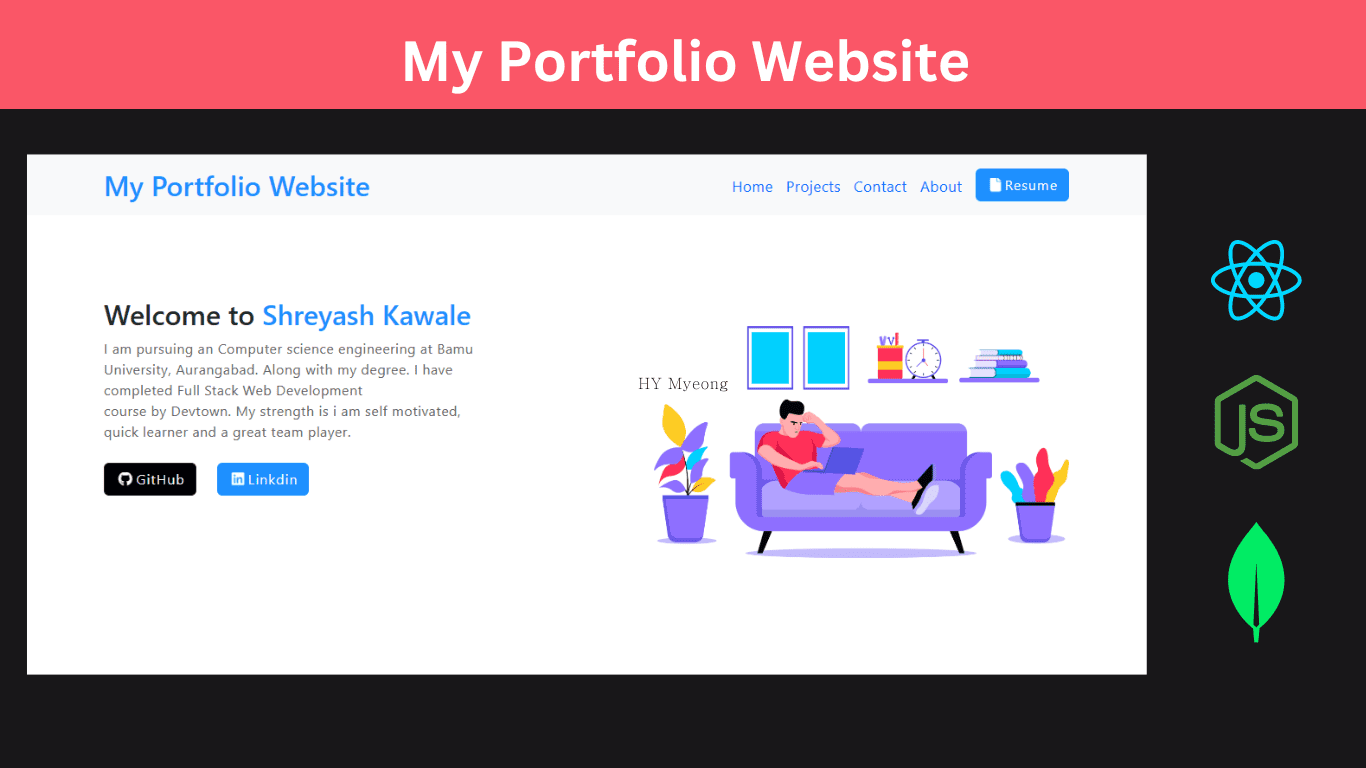 My Portfolio Website
My Portfolio Website
Home Projects Contact About Resume
Welcome to Shreyash Kawale
I am pursuing an Computer science engineering at Bamu
University, Aurangabad. Along with my degree. I have
completed Full Stack Web Development
course by Devtown. My strength is i am self motivated,
quick learner and a great team player.
GitHub Linkdin
HY Myeong
JS